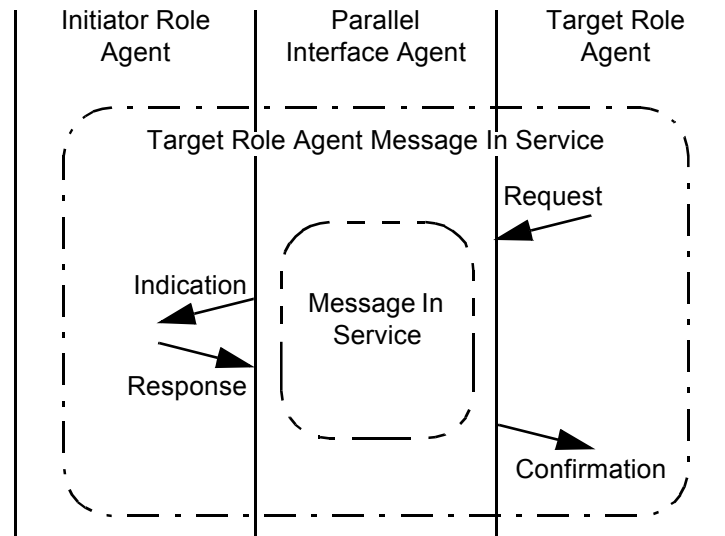 Initiator Role
Agent
Parallel
Interface Agent
Target Role
Agent
Target Role Agent Message In Service
Request
Indication
Message In
Service
Response
Confirmation